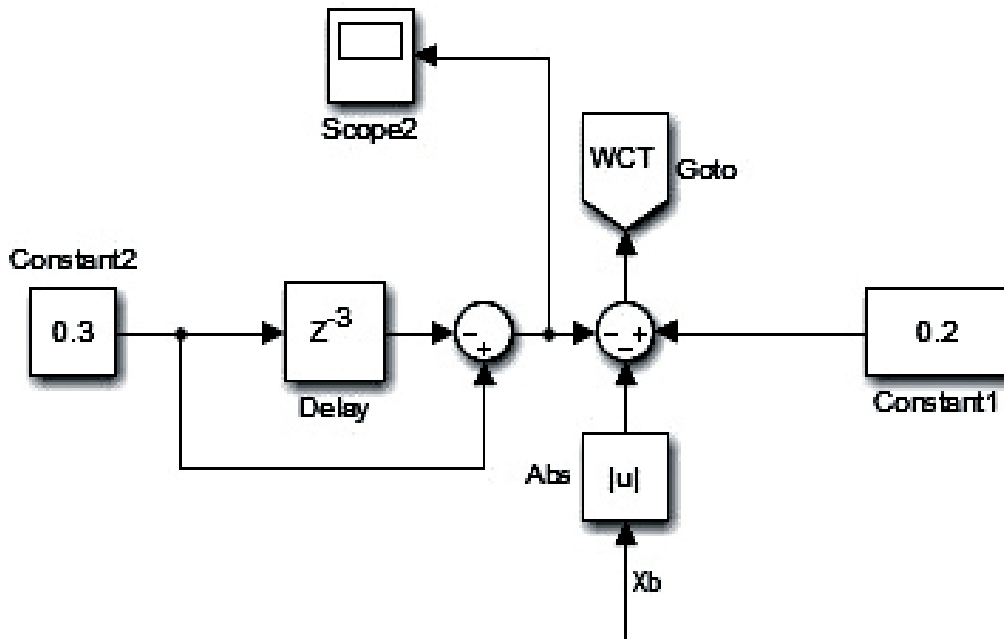 Scope2
WCT
Goto
Constant2
0.3
Z-3
Delay
-
+
-
-
+
0.2
Constant1
Abs
|u|
Xb